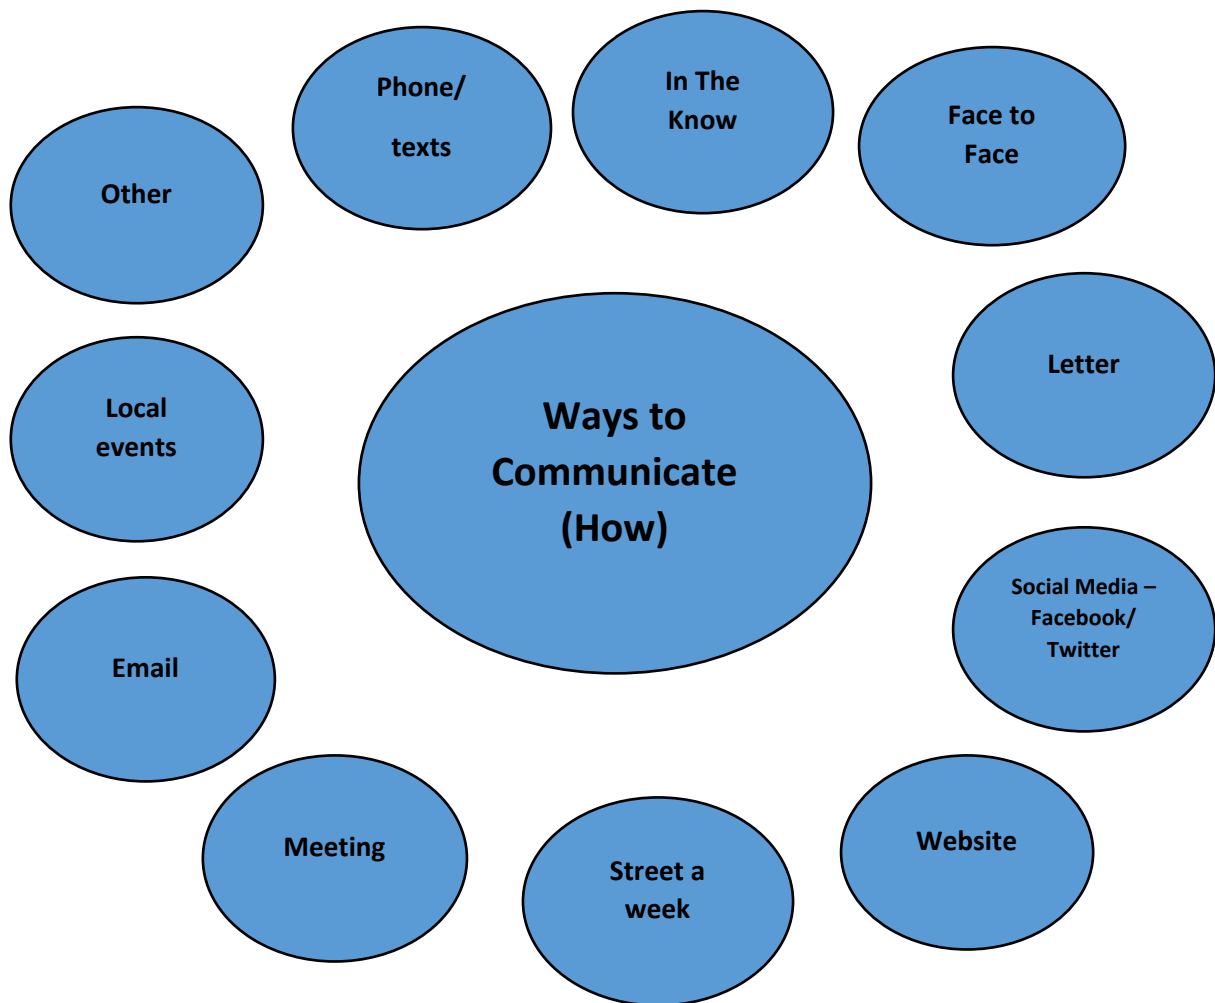 Phone/
texts
In The
Know
Face to
Face
Other
Letter
Local
events
Ways to
Communicate
(How)
Social Media –
Facebook/
Twitter
Email
Meeting
Street a
week
Website